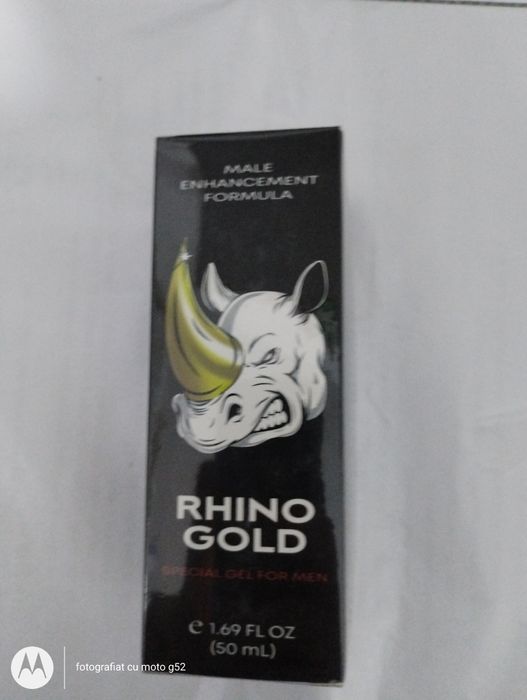 MALE
ENHANCEMENT
FORMULA
RHINO
GOLD
SPECIAL GEL FOR MEN
℮ 1.69 FL OZ
(50 mL)
fotografiat cu moto g52